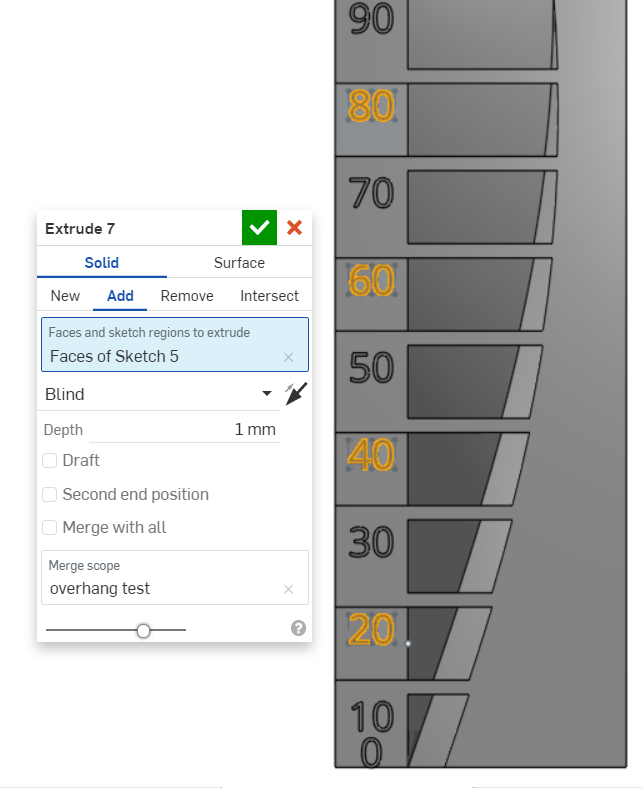 Extrude 7
Solid Surface
New Add Remove Intersect
Faces and sketch regions to extrude
Faces of Sketch 5
Blind
Depth 1 mm
Draft
Second end position
Merge with all
Merge scope
overhang test
?
90
80
70
60
50
40
30
20
10
0